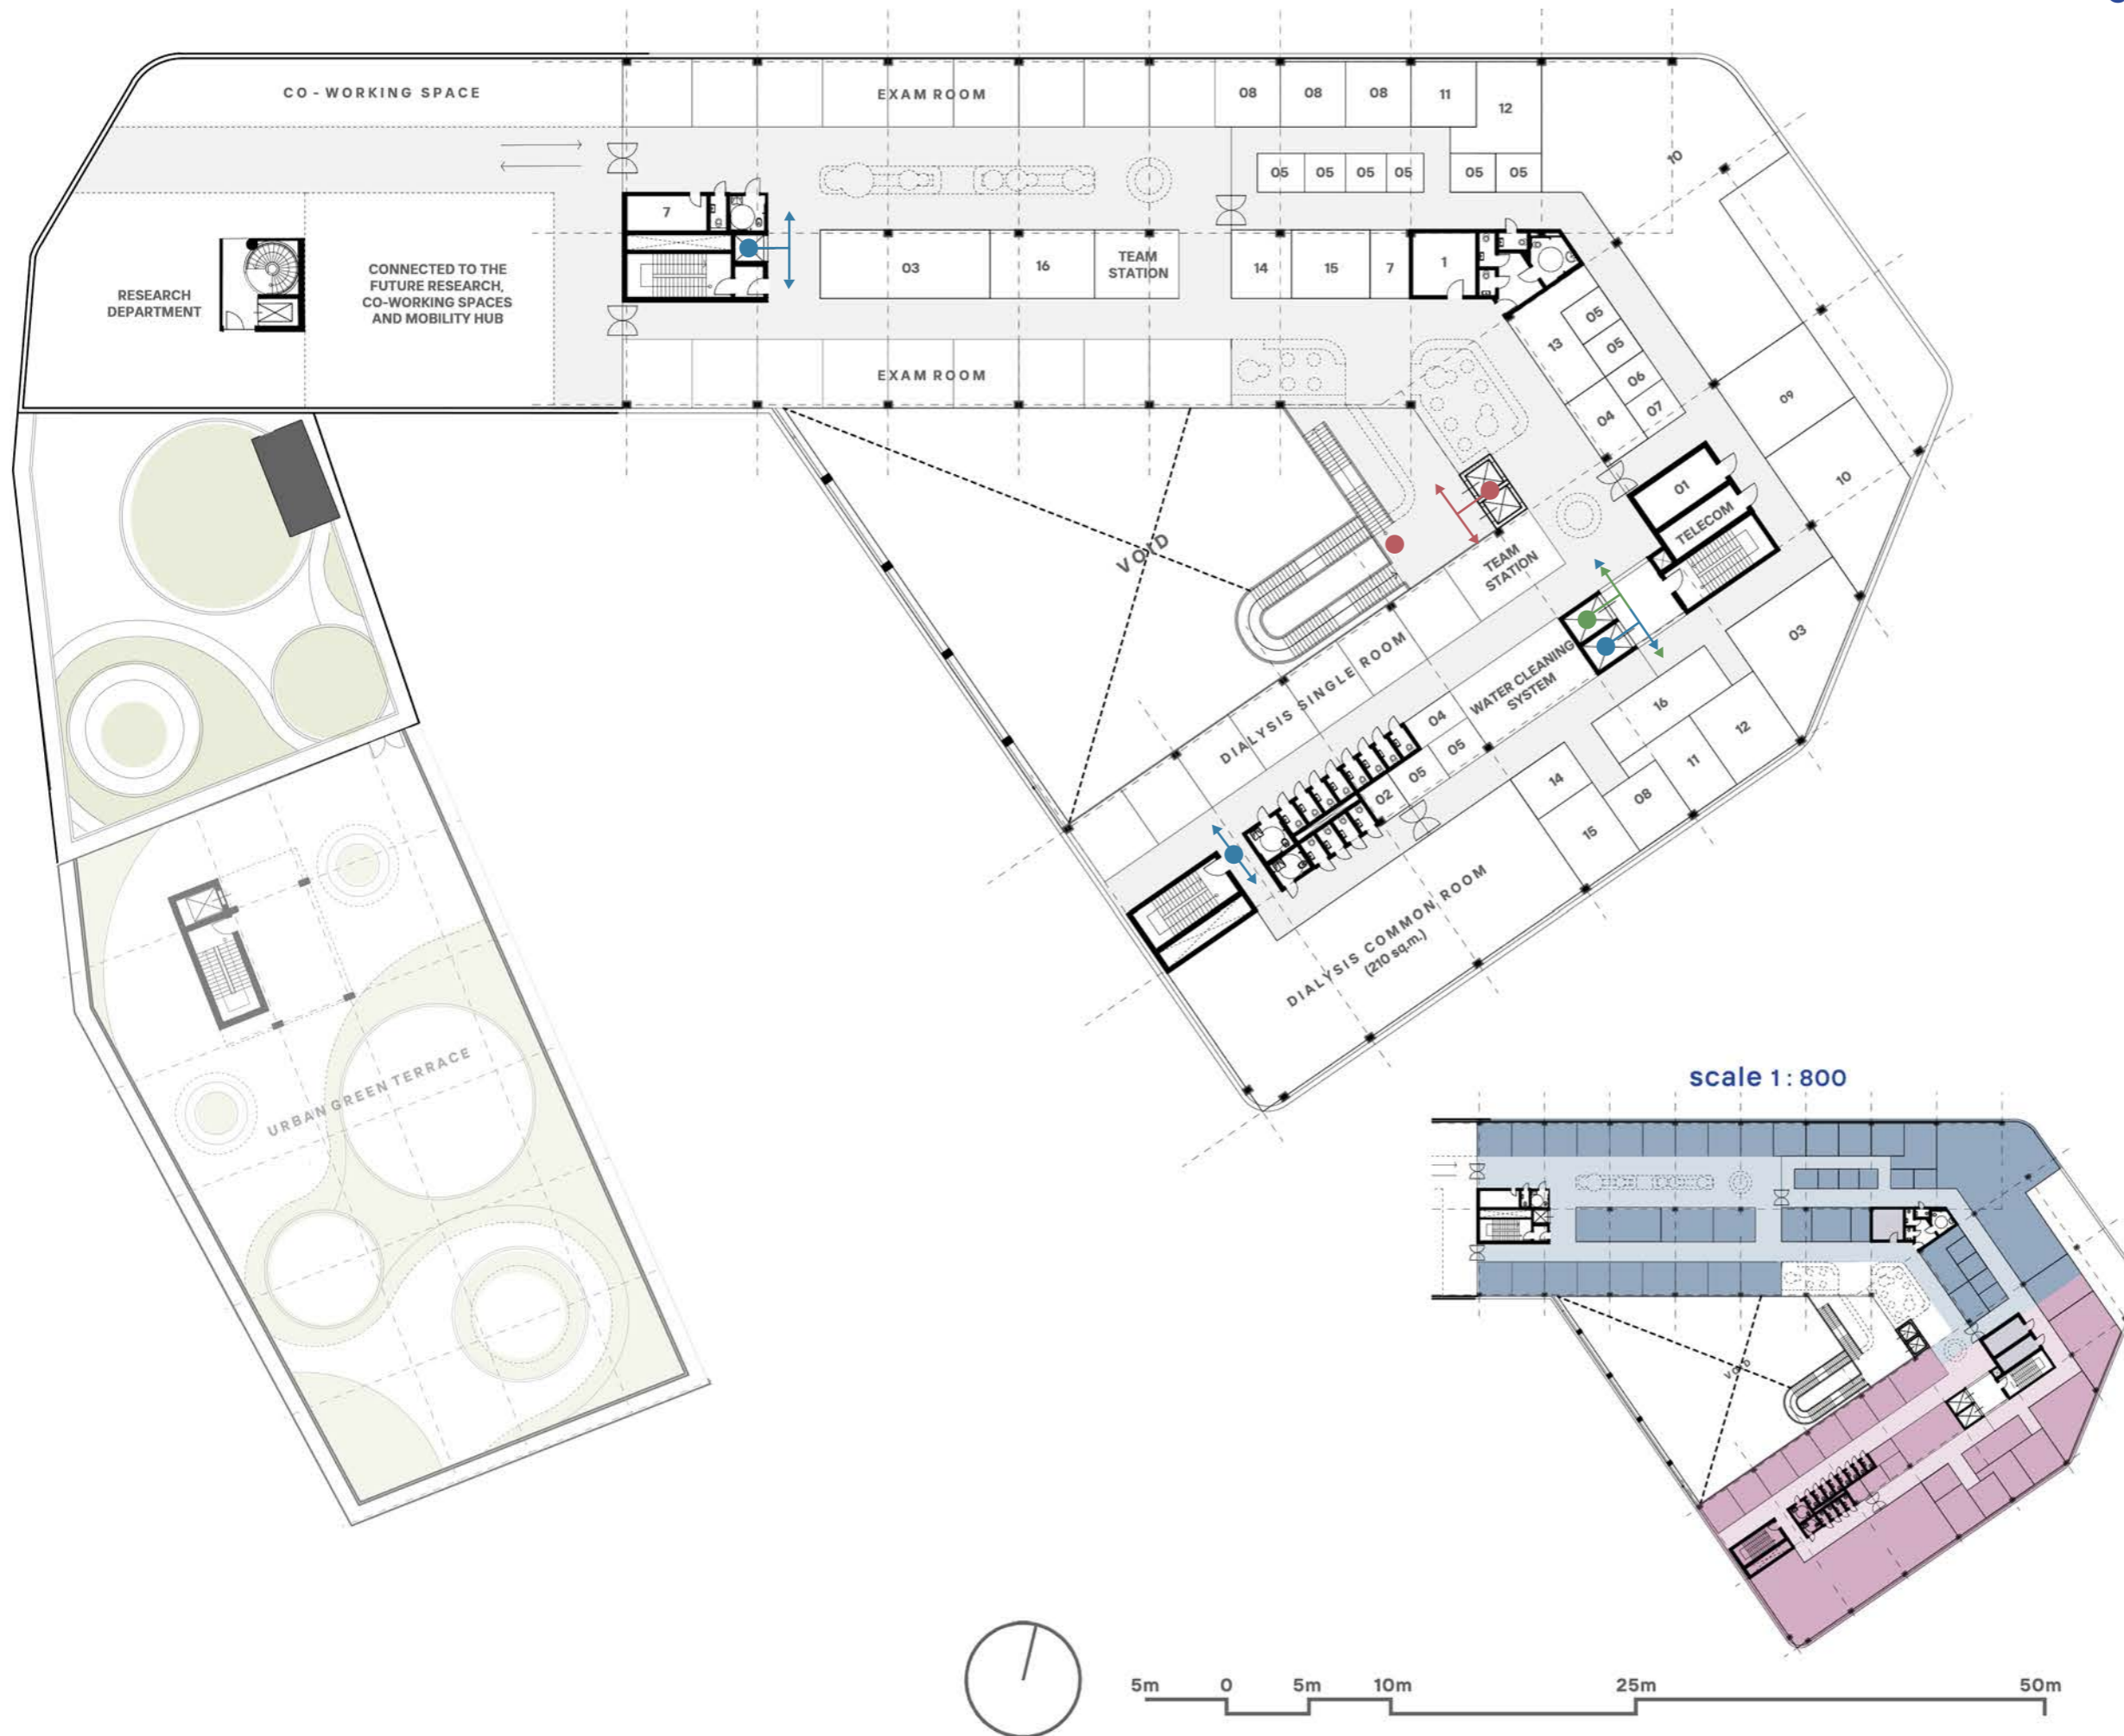 CO - WORKING SPACE
EXAM ROOM
08
08
08
11
12
10
05
05
05
05
05
05
7
03
16
TEAM
STATION
14
15
7
1
RESEARCH
DEPARTMENT
CONNECTED TO THE
FUTURE RESEARCH,
CO-WORKING SPACES
AND MOBILITY HUB
EXAM ROOM
13
05
05
06
07
04
09
10
01
TELECOM
VOID
TEAM
STATION
03
DIALYSIS SINGLE ROOM
WATER CLEANING
SYSTEM
04
05
05
02
16
12
11
08
14
15
DIALYSIS COMMON ROOM
(210 sq.m.)
URBAN GREEN TERRACE
scale 1 : 800
VOID
5m
0
5m
10m
25m
50m